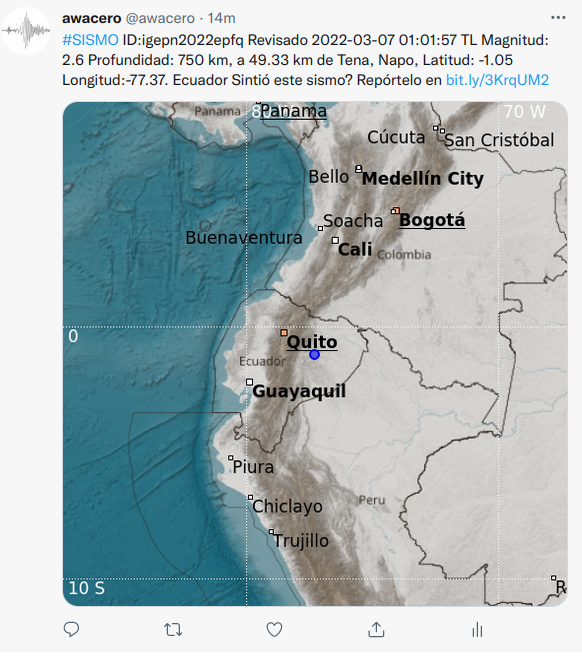 awacero @awacero · 14m
#SISMO ID:igepn2022epfq Revisado 2022-03-07 01:01:57 TL Magnitud:
2.6 Profundidad: 750 km, a 49.33 km de Tena, Napo, Latitud: -1.05
Longitud:-77.37. Ecuador Sintió este sismo? Repórtelo en bit.ly/3KrqUM2
Panama
Panama
70 W
Cúcuta
San Cristóbal
Bello
Medellín City
Soacha
Bogotá
Buenaventura
Cali
Colombia
0
Quito
Ecuador
Guayaquil
Piura
Peru
Chiclayo
Trujillo
10 S